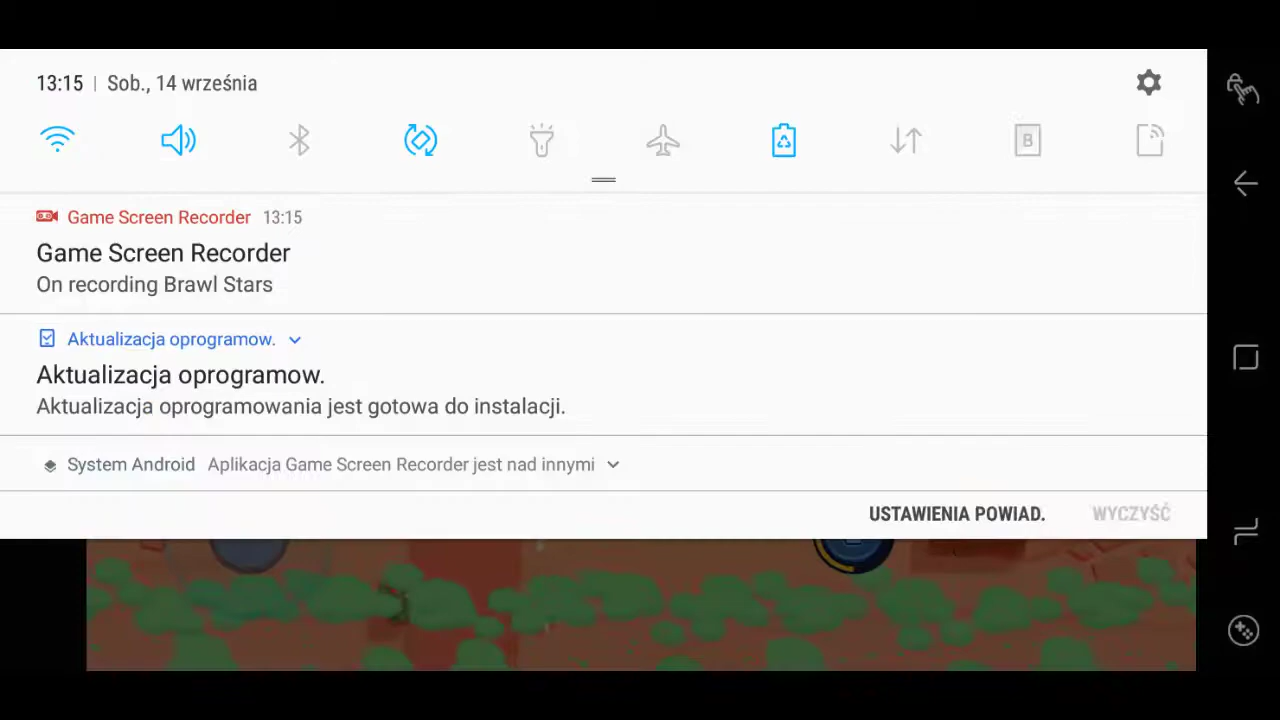 13:15 | Sob., 14 września
B
Game Screen Recorder 13:15
Game Screen Recorder
On recording Brawl Stars
Aktualizacja oprogramow.
Aktualizacja oprogramow.
Aktualizacja oprogramowania jest gotowa do instalacji.
System Android Aplikacja Game Screen Recorder jest nad innymi
USTAWIENIA POWIAD. WYCZYŚĆ